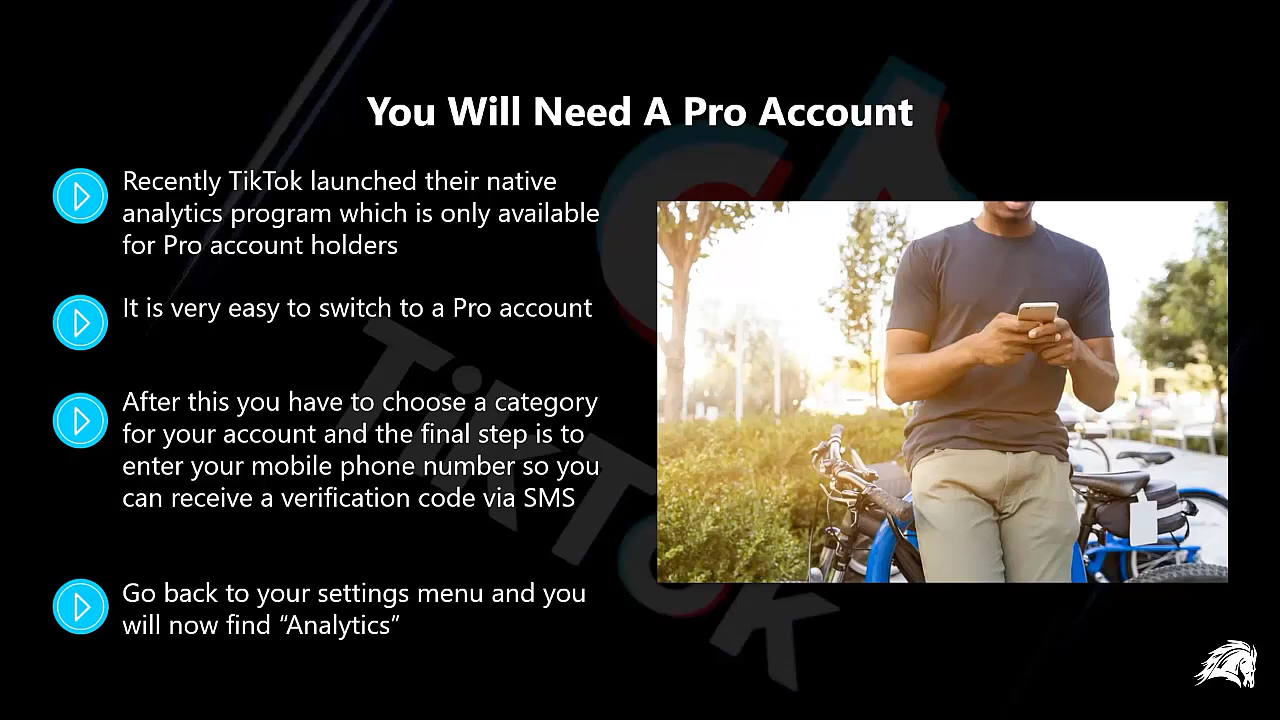 You Will Need A Pro Account
Recently TikTok launched their native
analytics program which is only available
for Pro account holders
It is very easy to switch to a Pro account
After this you have to choose a category
for your account and the final step is to
enter your mobile phone number so you
can receive a verification code via SMS
Go back to your settings menu and you
will now find “Analytics”
TikTok